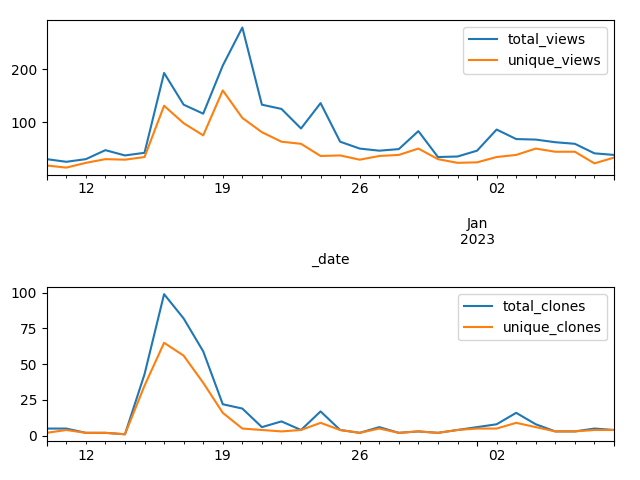 total_views
unique_views
200
100
12
19
26
02
Jan
2023
_date
total_clones
unique_clones
100
75
50
25
0
12
19
26
02